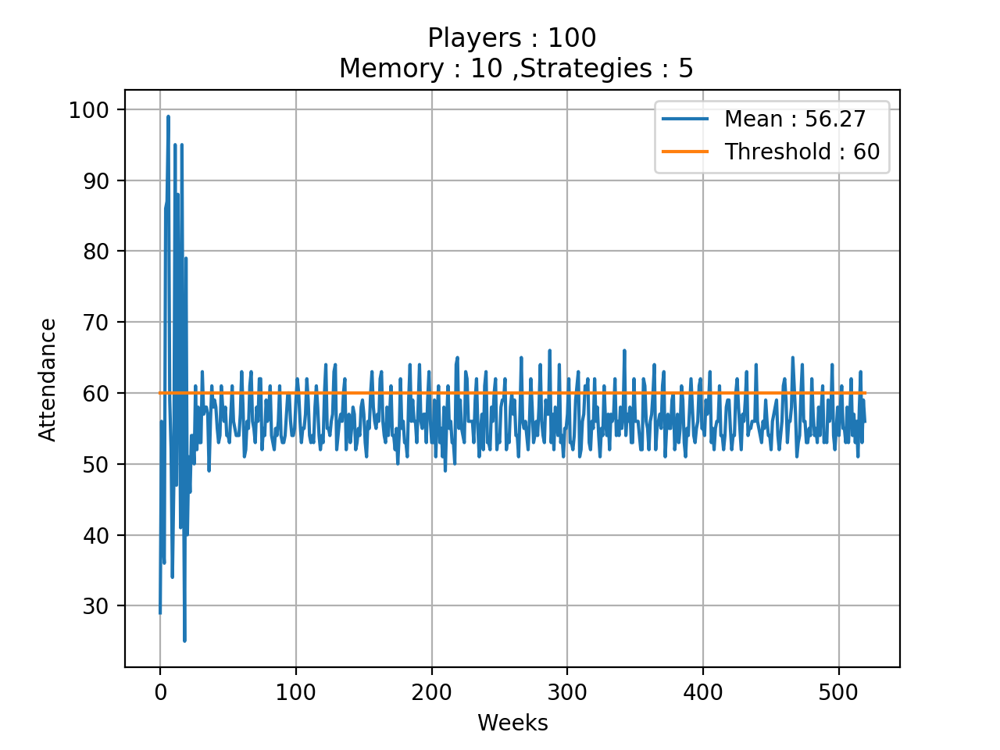 Players : 100
Memory : 10 ,Strategies : 5
Mean : 56.27
Threshold : 60
Attendance
100
90
80
70
60
50
40
30
0
100
200
300
400
500
Weeks